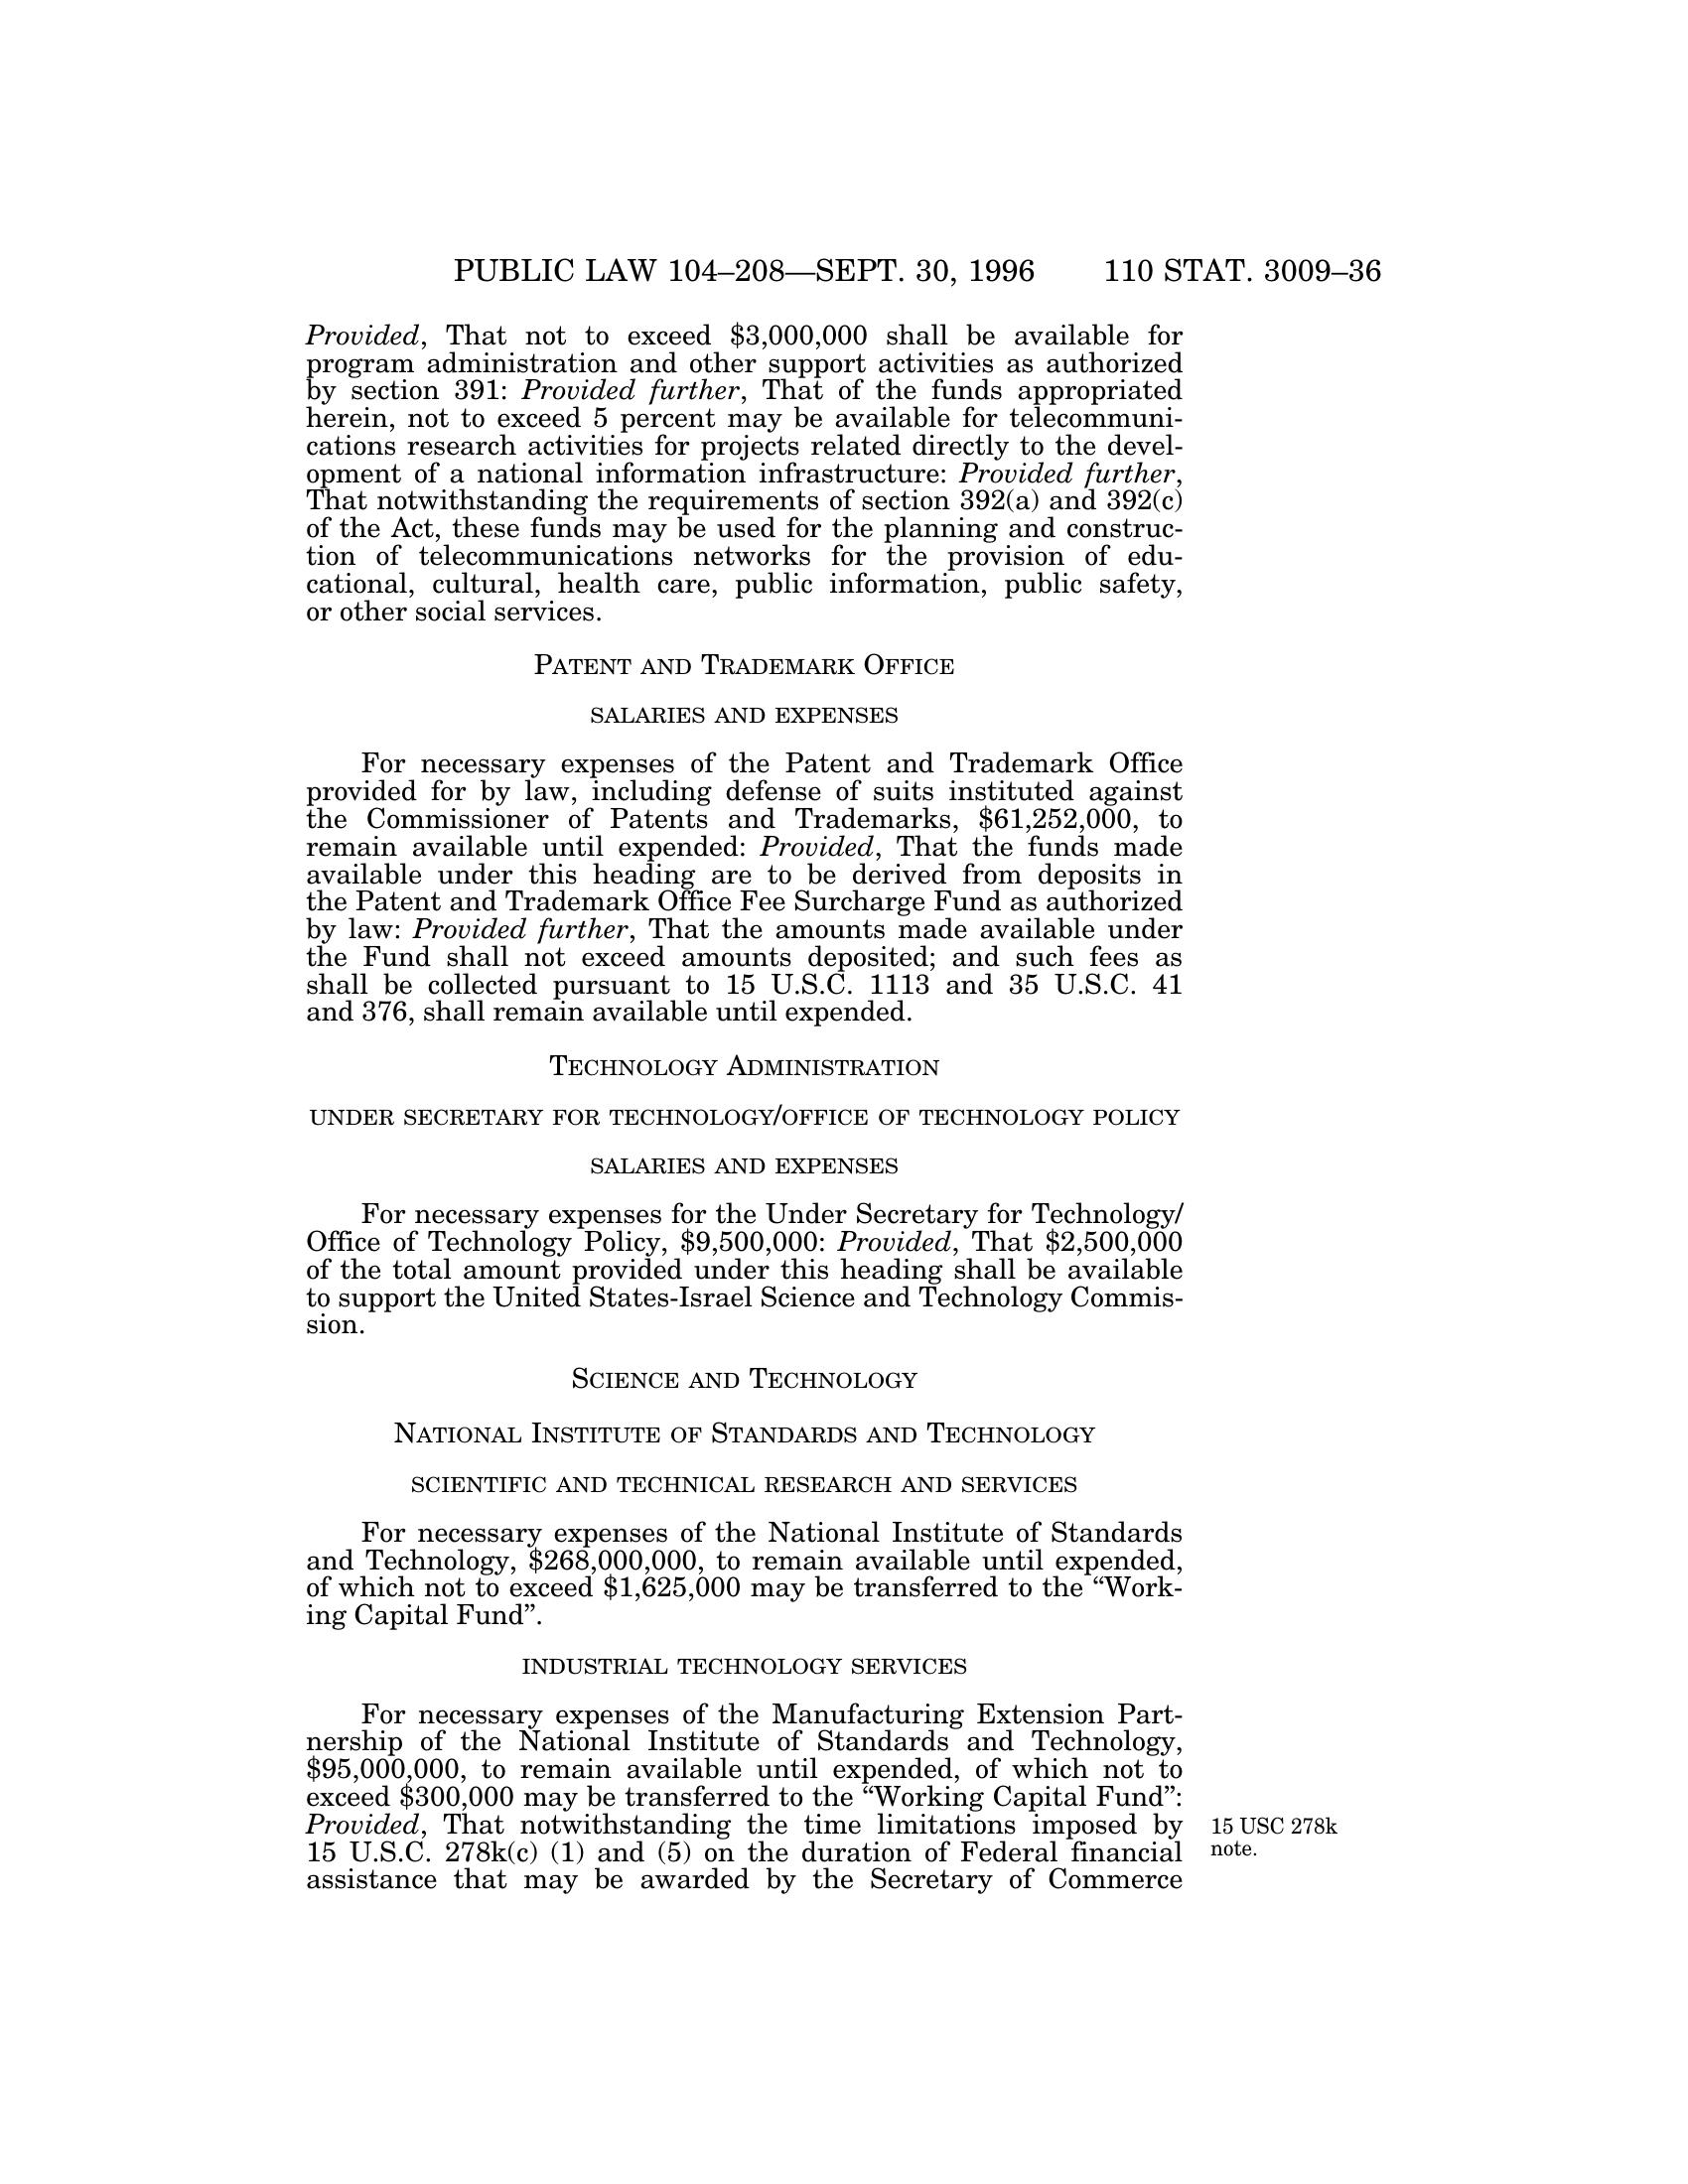 PUBLIC LAW 104–208—SEPT. 30, 1996 110 STAT. 3009–36
Provided, That not to exceed $3,000,000 shall be available for
program administration and other support activities as authorized
by section 391: Provided further, That of the funds appropriated
herein, not to exceed 5 percent may be available for telecommuni-
cations research activities for projects related directly to the devel-
opment of a national information infrastructure: Provided further,
That notwithstanding the requirements of section 392(a) and 392(c)
of the Act, these funds may be used for the planning and construc-
tion of telecommunications networks for the provision of edu-
cational, cultural, health care, public information, public safety,
or other social services.
PATENT AND TRADEMARK OFFICE
SALARIES AND EXPENSES
For necessary expenses of the Patent and Trademark Office
provided for by law, including defense of suits instituted against
the Commissioner of Patents and Trademarks, $61,252,000, to
remain available until expended: Provided, That the funds made
available under this heading are to be derived from deposits in
the Patent and Trademark Office Fee Surcharge Fund as authorized
by law: Provided further, That the amounts made available under
the Fund shall not exceed amounts deposited; and such fees as
shall be collected pursuant to 15 U.S.C. 1113 and 35 U.S.C. 41
and 376, shall remain available until expended.
TECHNOLOGY ADMINISTRATION
UNDER SECRETARY FOR TECHNOLOGY/OFFICE OF TECHNOLOGY POLICY
SALARIES AND EXPENSES
For necessary expenses for the Under Secretary for Technology/
Office of Technology Policy, $9,500,000: Provided, That $2,500,000
of the total amount provided under this heading shall be available
to support the United States-Israel Science and Technology Commis-
sion.
SCIENCE AND TECHNOLOGY
NATIONAL INSTITUTE OF STANDARDS AND TECHNOLOGY
SCIENTIFIC AND TECHNICAL RESEARCH AND SERVICES
For necessary expenses of the National Institute of Standards
and Technology, $268,000,000, to remain available until expended,
of which not to exceed $1,625,000 may be transferred to the “Work-
ing Capital Fund”.
INDUSTRIAL TECHNOLOGY SERVICES
For necessary expenses of the Manufacturing Extension Part-
nership of the National Institute of Standards and Technology,
$95,000,000, to remain available until expended, of which not to
exceed $300,000 may be transferred to the “Working Capital Fund”:
Provided, That notwithstanding the time limitations imposed by
15 U.S.C. 278k(c) (1) and (5) on the duration of Federal financial
assistance that may be awarded by the Secretary of Commerce
15 USC 278k
note.